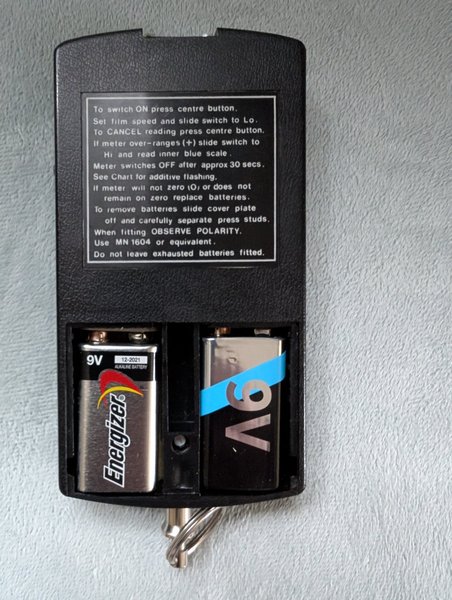 To switch ON press centre button.
Set film speed and slide switch to Lo.
To CANCEL reading press centre button.
If meter over-ranges (+) slide switch to
Hi and read inner blue scale.
Meter switches OFF after approx 30 secs.
See Chart for additive flashing.
If meter will not zero (O) or does not
remain on zero replace batteries.
To remove batteries slide cover plate
off and carefully separate press studs.
When fitting OBSERVE POLARITY.
Use MN 1604 or equivalent.
Do not leave exhausted batteries fitted.
9V
12-2021
ALKALINE BATTERY
Energizer
9V